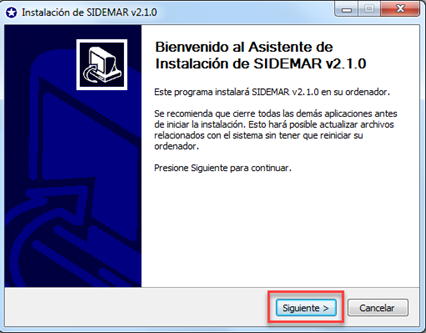 Instalación de SIDEMAR v2.1.0
Bienvenido al Asistente de
Instalación de SIDEMAR v2.1.0
Este programa instalará SIDEMAR v2.1.0 en su ordenador.
Se recomienda que cierre todas las demás aplicaciones antes
de iniciar la instalación. Esto hará posible actualizar archivos
relacionados con el sistema sin tener que reiniciar su
ordenador.
Presione Siguiente para continuar.
Siguiente > Cancelar